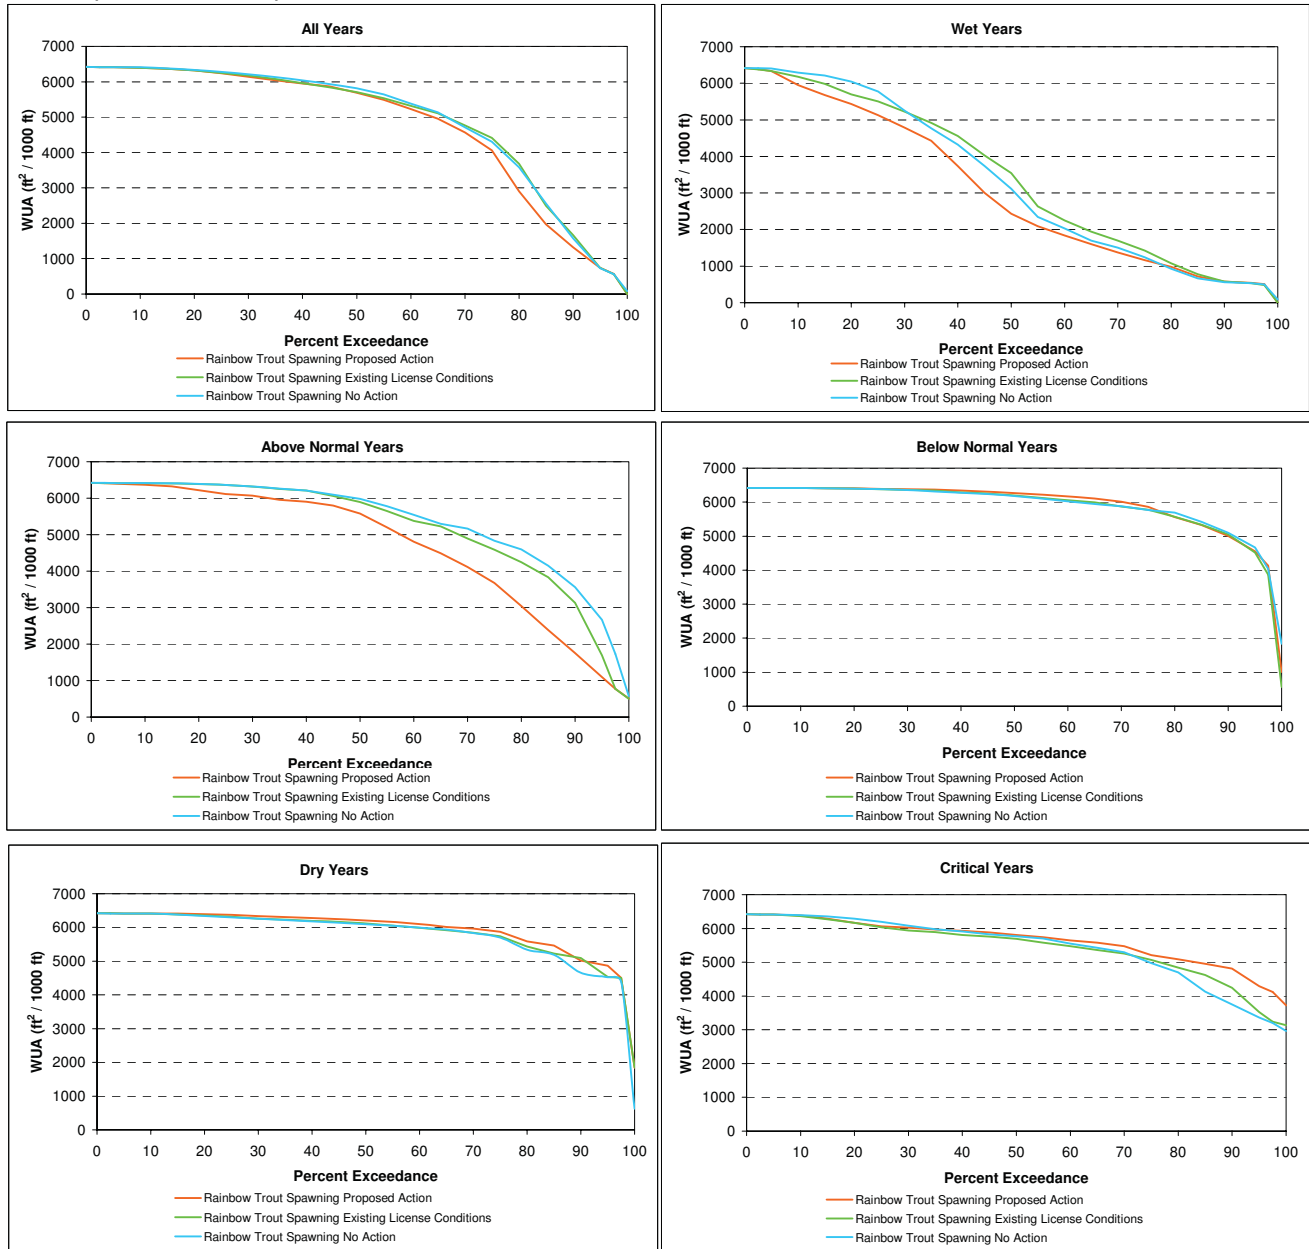 All Years
WUA (ft² / 1000 ft)
7000
6000
5000
4000
3000
2000
1000
0
0 10 20 30 40 50 60 70 80 90 100
Percent Exceedance
Rainbow Trout Spawning Proposed Action
Rainbow Trout Spawning Existing License Conditions
Rainbow Trout Spawning No Action
Wet Years
WUA (ft² / 1000 ft)
7000
6000
5000
4000
3000
2000
1000
0
0 10 20 30 40 50 60 70 80 90 100
Percent Exceedance
Rainbow Trout Spawning Proposed Action
Rainbow Trout Spawning Existing License Conditions
Rainbow Trout Spawning No Action
Above Normal Years
WUA (ft² / 1000 ft)
7000
6000
5000
4000
3000
2000
1000
0
0 10 20 30 40 50 60 70 80 90 100
Percent Exceedance
Rainbow Trout Spawning Proposed Action
Rainbow Trout Spawning Existing License Conditions
Rainbow Trout Spawning No Action
Below Normal Years
WUA (ft² / 1000 ft)
7000
6000
5000
4000
3000
2000
1000
0
0 10 20 30 40 50 60 70 80 90 100
Percent Exceedance
Rainbow Trout Spawning Proposed Action
Rainbow Trout Spawning Existing License Conditions
Rainbow Trout Spawning No Action
Dry Years
WUA (ft² / 1000 ft)
7000
6000
5000
4000
3000
2000
1000
0
0 10 20 30 40 50 60 70 80 90 100
Percent Exceedance
Rainbow Trout Spawning Proposed Action
Rainbow Trout Spawning Existing License Conditions
Rainbow Trout Spawning No Action
Critical Years
WUA (ft² / 1000 ft)
7000
6000
5000
4000
3000
2000
1000
0
0 10 20 30 40 50 60 70 80 90 100
Percent Exceedance
Rainbow Trout Spawning Proposed Action
Rainbow Trout Spawning Existing License Conditions
Rainbow Trout Spawning No Action